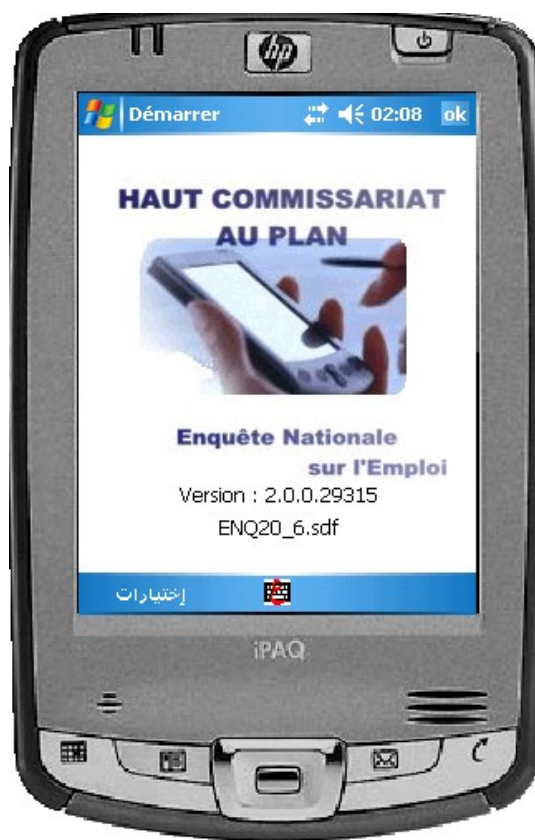 hp
Démarrer 02:08 ok
HAUT COMMISSARIAT
AU PLAN
Enquête Nationale
sur l'Emploi
Version : 2.0.0.29315
ENQ20_6.sdf
إختيارات
iPAQ